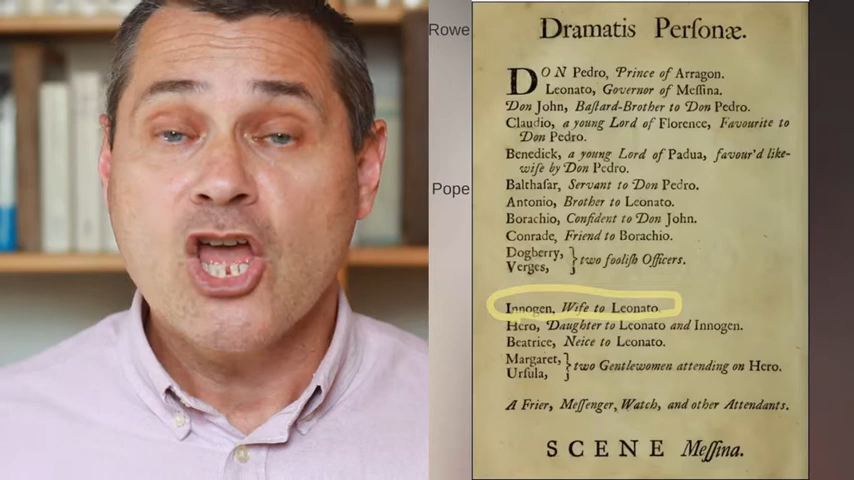 Rowe
Pope
Dramatis Perſonæ.
DON Pedro, Prince of Arragon.
Leonato, Governor of Meſſina.
Don John, Baſtard-Brother to Don Pedro.
Claudio, a young Lord of Florence, Favourite to
Don Pedro.
Benedick, a young Lord of Padua, favour'd like-
wiſe by Don Pedro.
Balthaſar, Servant to Don Pedro.
Antonio, Brother to Leonato.
Borachio, Confident to Don John.
Conrade, Friend to Borachio.
Dogberry, } two fooliſh Officers.
Verges,
Innogen, Wife to Leonato.
Hero, Daughter to Leonato and Innogen.
Beatrice, Neice to Leonato.
Margaret, } two Gentlewomen attending on Hero.
Urſula,
A Frier, Meſſenger, Watch, and other Attendants.
SCENE Meſſina.